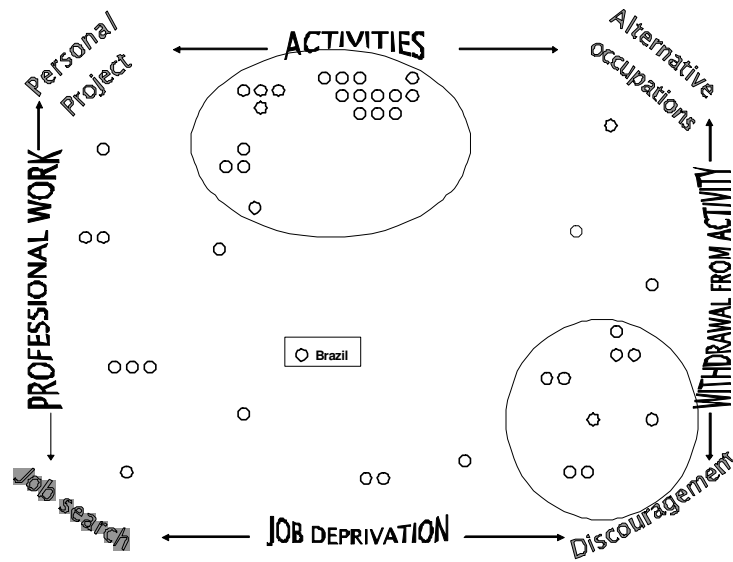 Personal
Project
ACTIVITIES
Alternative
occupations
PROFESSIONAL WORK
WITHDRAWAL FROM ACTIVITY
Brazil
Job search
JOB DEPRIVATION
Discouragement